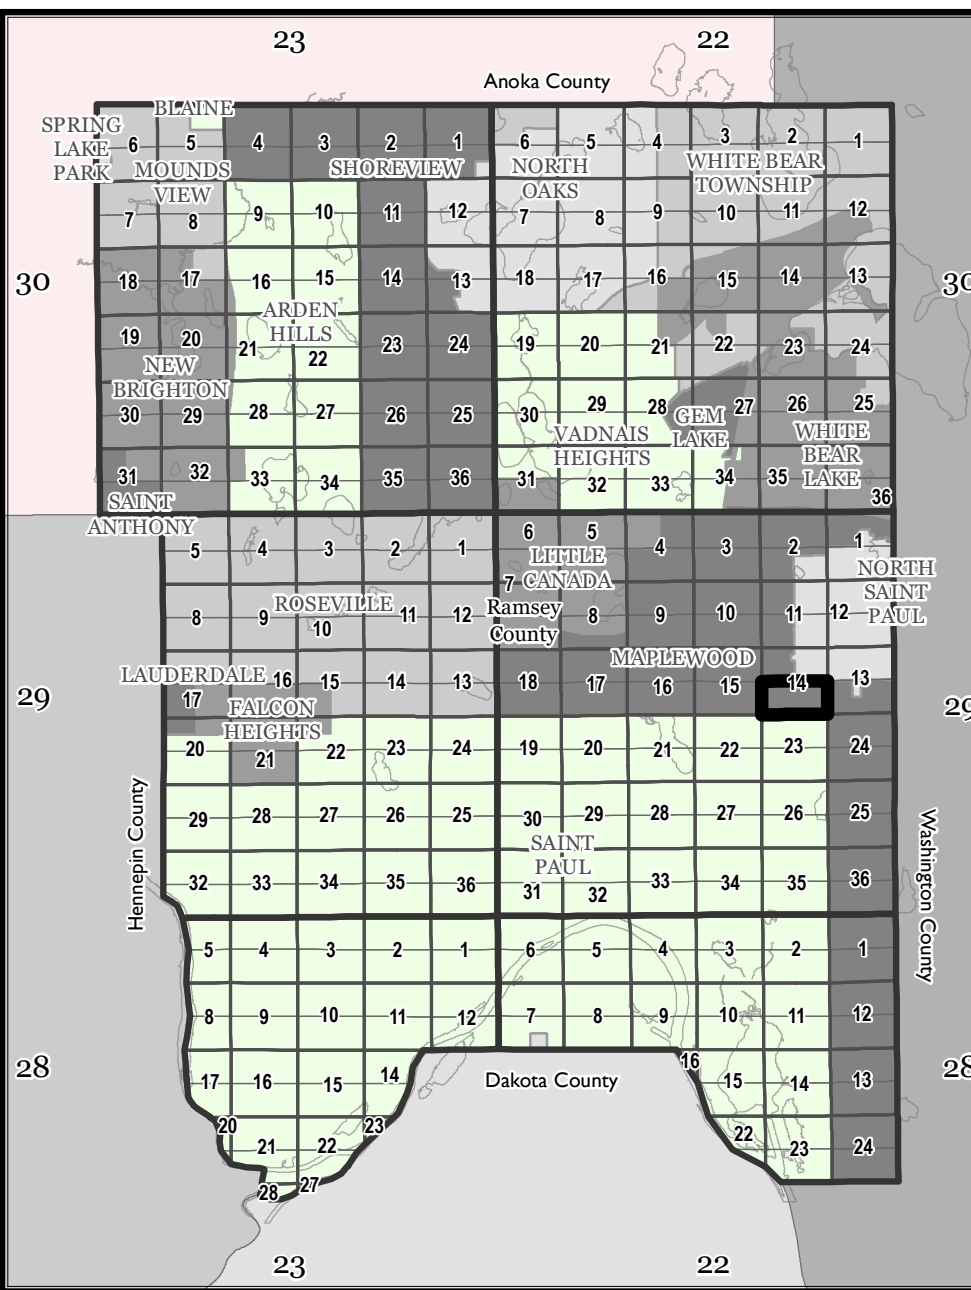 23 22
Anoka County
BLAINE
SPRING
LAKE
PARK
6 5 4 3 2 1 6 5 4 3 2 1
MOUNDS
VIEW
SHOREVIEW
NORTH
OAKS
WHITE BEAR
TOWNSHIP
7 8 9 10 11 12 7 8 9 10 11 12
30 18 17 16 15 14 13 18 17 16 15 14 13 30
ARDEN
HILLS
19 20 21 22 23 24 19 20 21 22 23 24
NEW
BRIGHTON
30 29 28 27 26 25 30 29 28 27 26 25
GEM
LAKE
VADNAIS
HEIGHTS
WHITE
BEAR
LAKE
31 32 33 34 35 36 31 32 33 34 35 36
SAINT
ANTHONY
5 4 3 2 1 6 5 4 3 2 1
LITTLE
CANADA
NORTH
SAINT
PAUL
8 9 10 11 12 7 8 9 10 11 12
ROSEVILLE
Ramsey
County
MAPLEWOOD
LAUDERDALE
29 17 16 15 14 13 18 17 16 15 14 13 29
FALCON
HEIGHTS
20 21 22 23 24 19 20 21 22 23 24
Hennepin County
29 28 27 26 25 30 29 28 27 26 25
Washington County
SAINT
PAUL
32 33 34 35 36 31 32 33 34 35 36
5 4 3 2 1 6 5 4 3 2 1
8 9 10 11 12 7 8 9 10 11 12
28 17 16 15 14 16 15 14 13 28
Dakota County
20 21 22 23 22 23 24
28 27
23 22